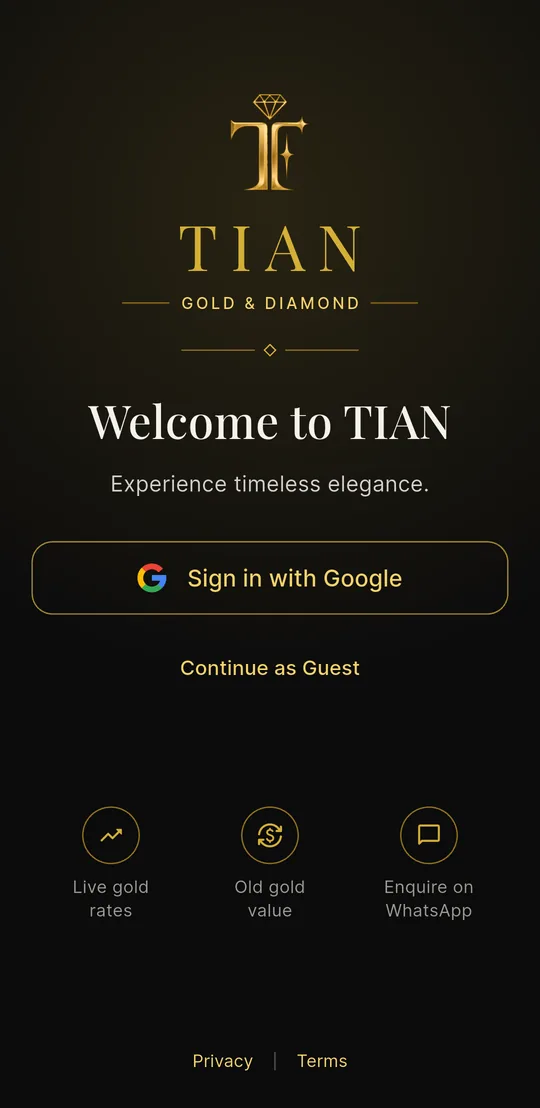 TIAN
GOLD & DIAMOND
Welcome to TIAN
Experience timeless elegance.
Sign in with Google
Continue as Guest
Live gold
rates
Old gold
value
Enquire on
WhatsApp
Privacy | Terms